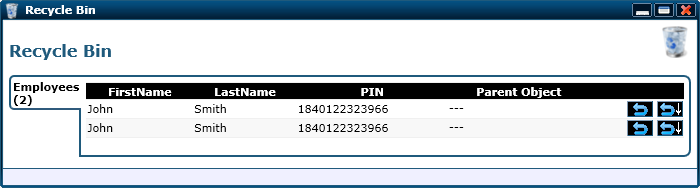 Recycle Bin
Recycle Bin
Employees
(2)
FirstName LastName PIN Parent Object
John Smith 1840122323966 ---
John Smith 1840122323966 ---